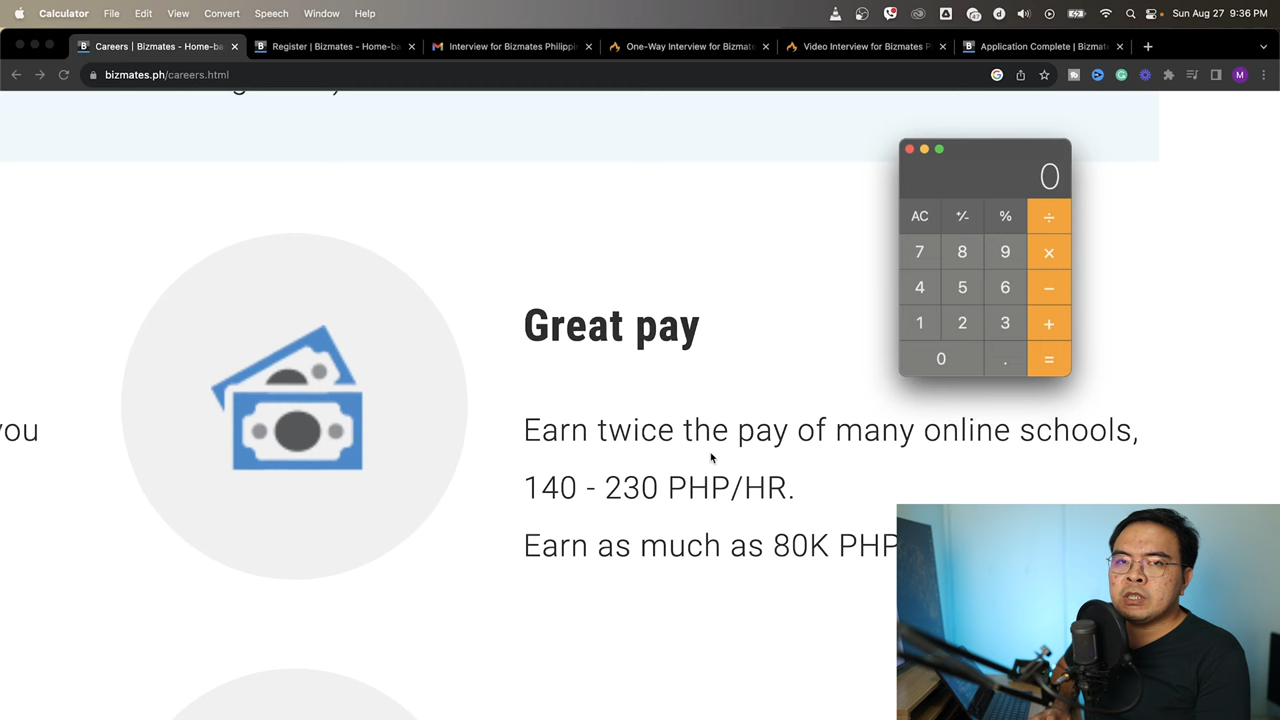 Calculator File Edit View Convert Speech Window Help Sun Aug 27 9:36 PM
Careers | Bizmates - Home-ba Register | Bizmates - Home-ba Interview for Bizmates Philippi One-Way Interview for Bizmat Video Interview for Bizmates P Application Complete | Bizmat
bizmates.ph/careers.html
0
AC +/- % ÷
7 8 9 ×
4 5 6 −
1 2 3 +
0 . =
Great pay
you
Earn twice the pay of many online schools,
140 - 230 PHP/HR.
Earn as much as 80K PHP